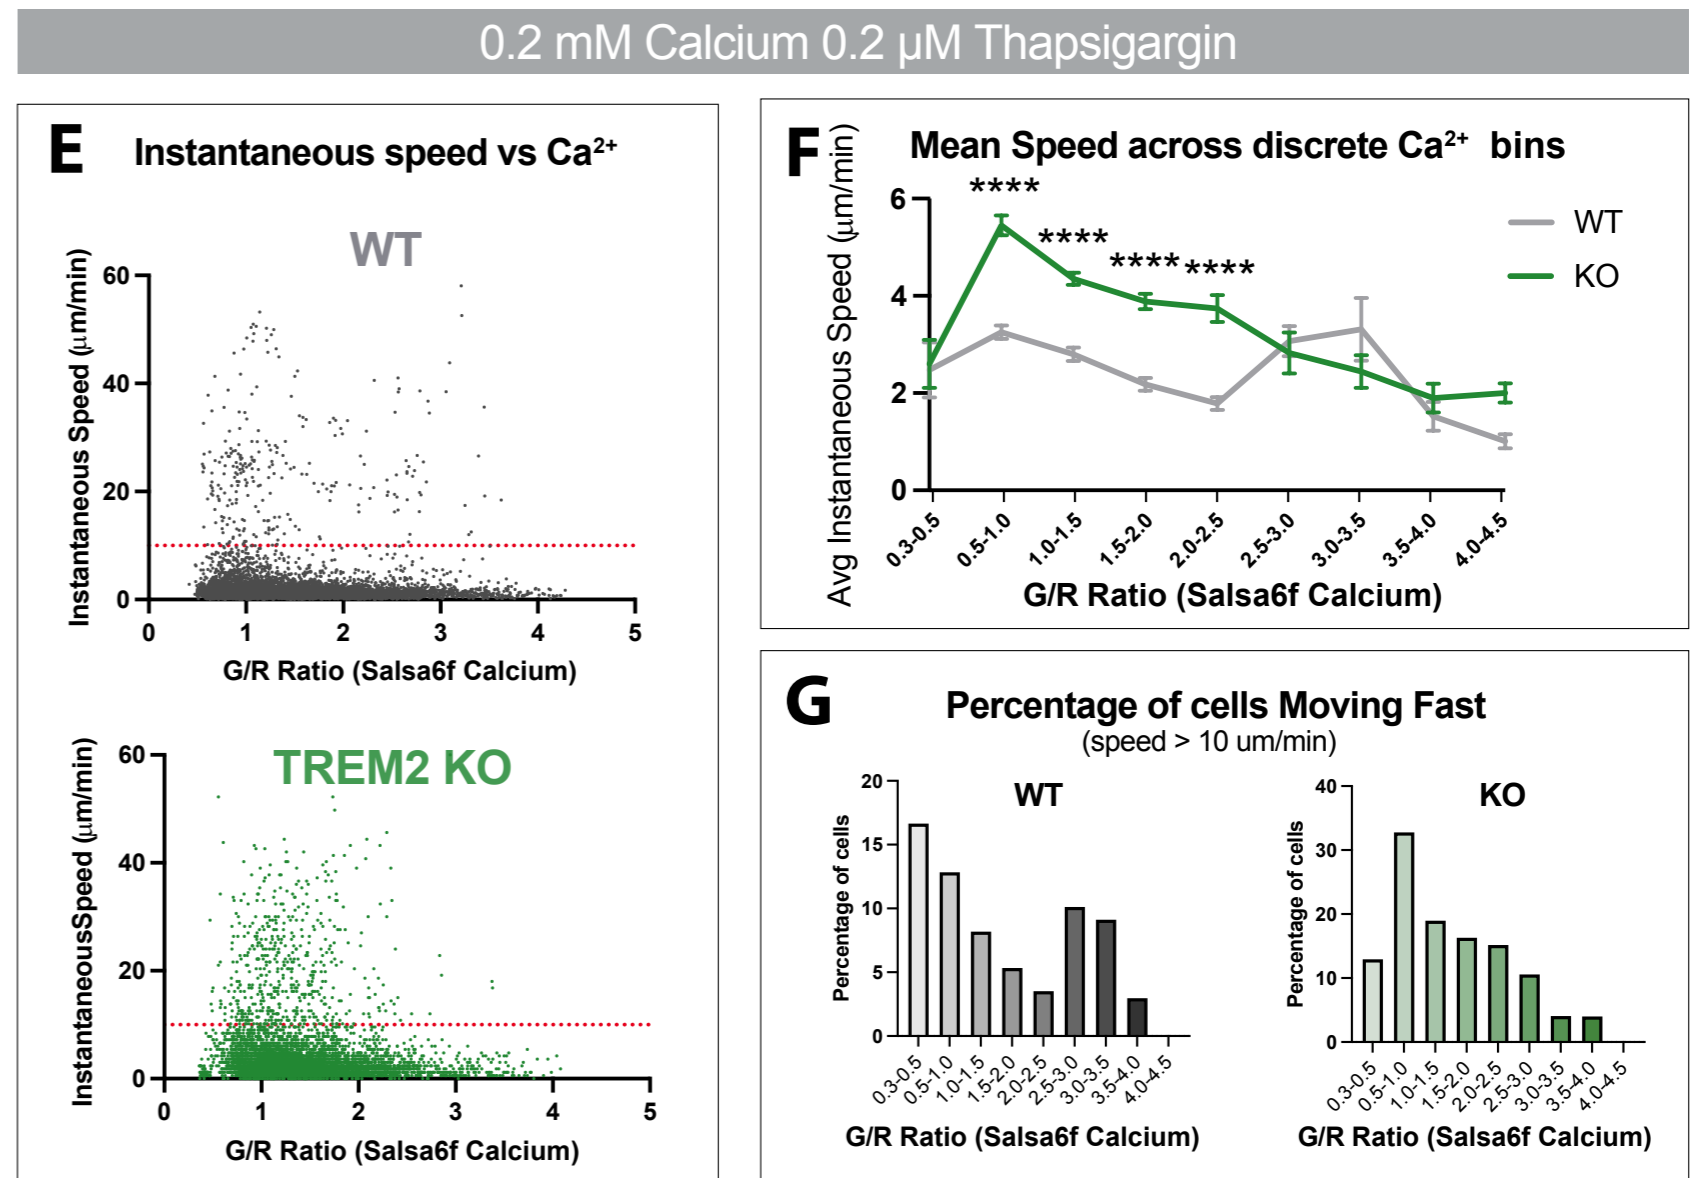 0.2 mM Calcium 0.2 µM Thapsigargin
E
Instantaneous speed vs Ca²⁺
WT
Instantaneous Speed (µm/min)
60
40
20
0
0 1 2 3 4 5
G/R Ratio (Salsa6f Calcium)
TREM2 KO
InstantaneousSpeed (µm/min)
60
40
20
0
0 1 2 3 4 5
G/R Ratio (Salsa6f Calcium)
F
Mean Speed across discrete Ca²⁺ bins
Avg Instantaneous Speed (µm/min)
6
4
2
0
**** **** **** ****
WT
KO
0.3-0.5 0.5-1.0 1.0-1.5 1.5-2.0 2.0-2.5 2.5-3.0 3.0-3.5 3.5-4.0 4.0-4.5
G/R Ratio (Salsa6f Calcium)
G
Percentage of cells Moving Fast
(speed > 10 um/min)
WT
Percentage of cells
20
15
10
5
0
0.3-0.5 0.5-1.0 1.0-1.5 1.5-2.0 2.0-2.5 2.5-3.0 3.0-3.5 3.5-4.0 4.0-4.5
G/R Ratio (Salsa6f Calcium)
KO
Percentage of cells
40
30
20
10
0
0.3-0.5 0.5-1.0 1.0-1.5 1.5-2.0 2.0-2.5 2.5-3.0 3.0-3.5 3.5-4.0 4.0-4.5
G/R Ratio (Salsa6f Calcium)